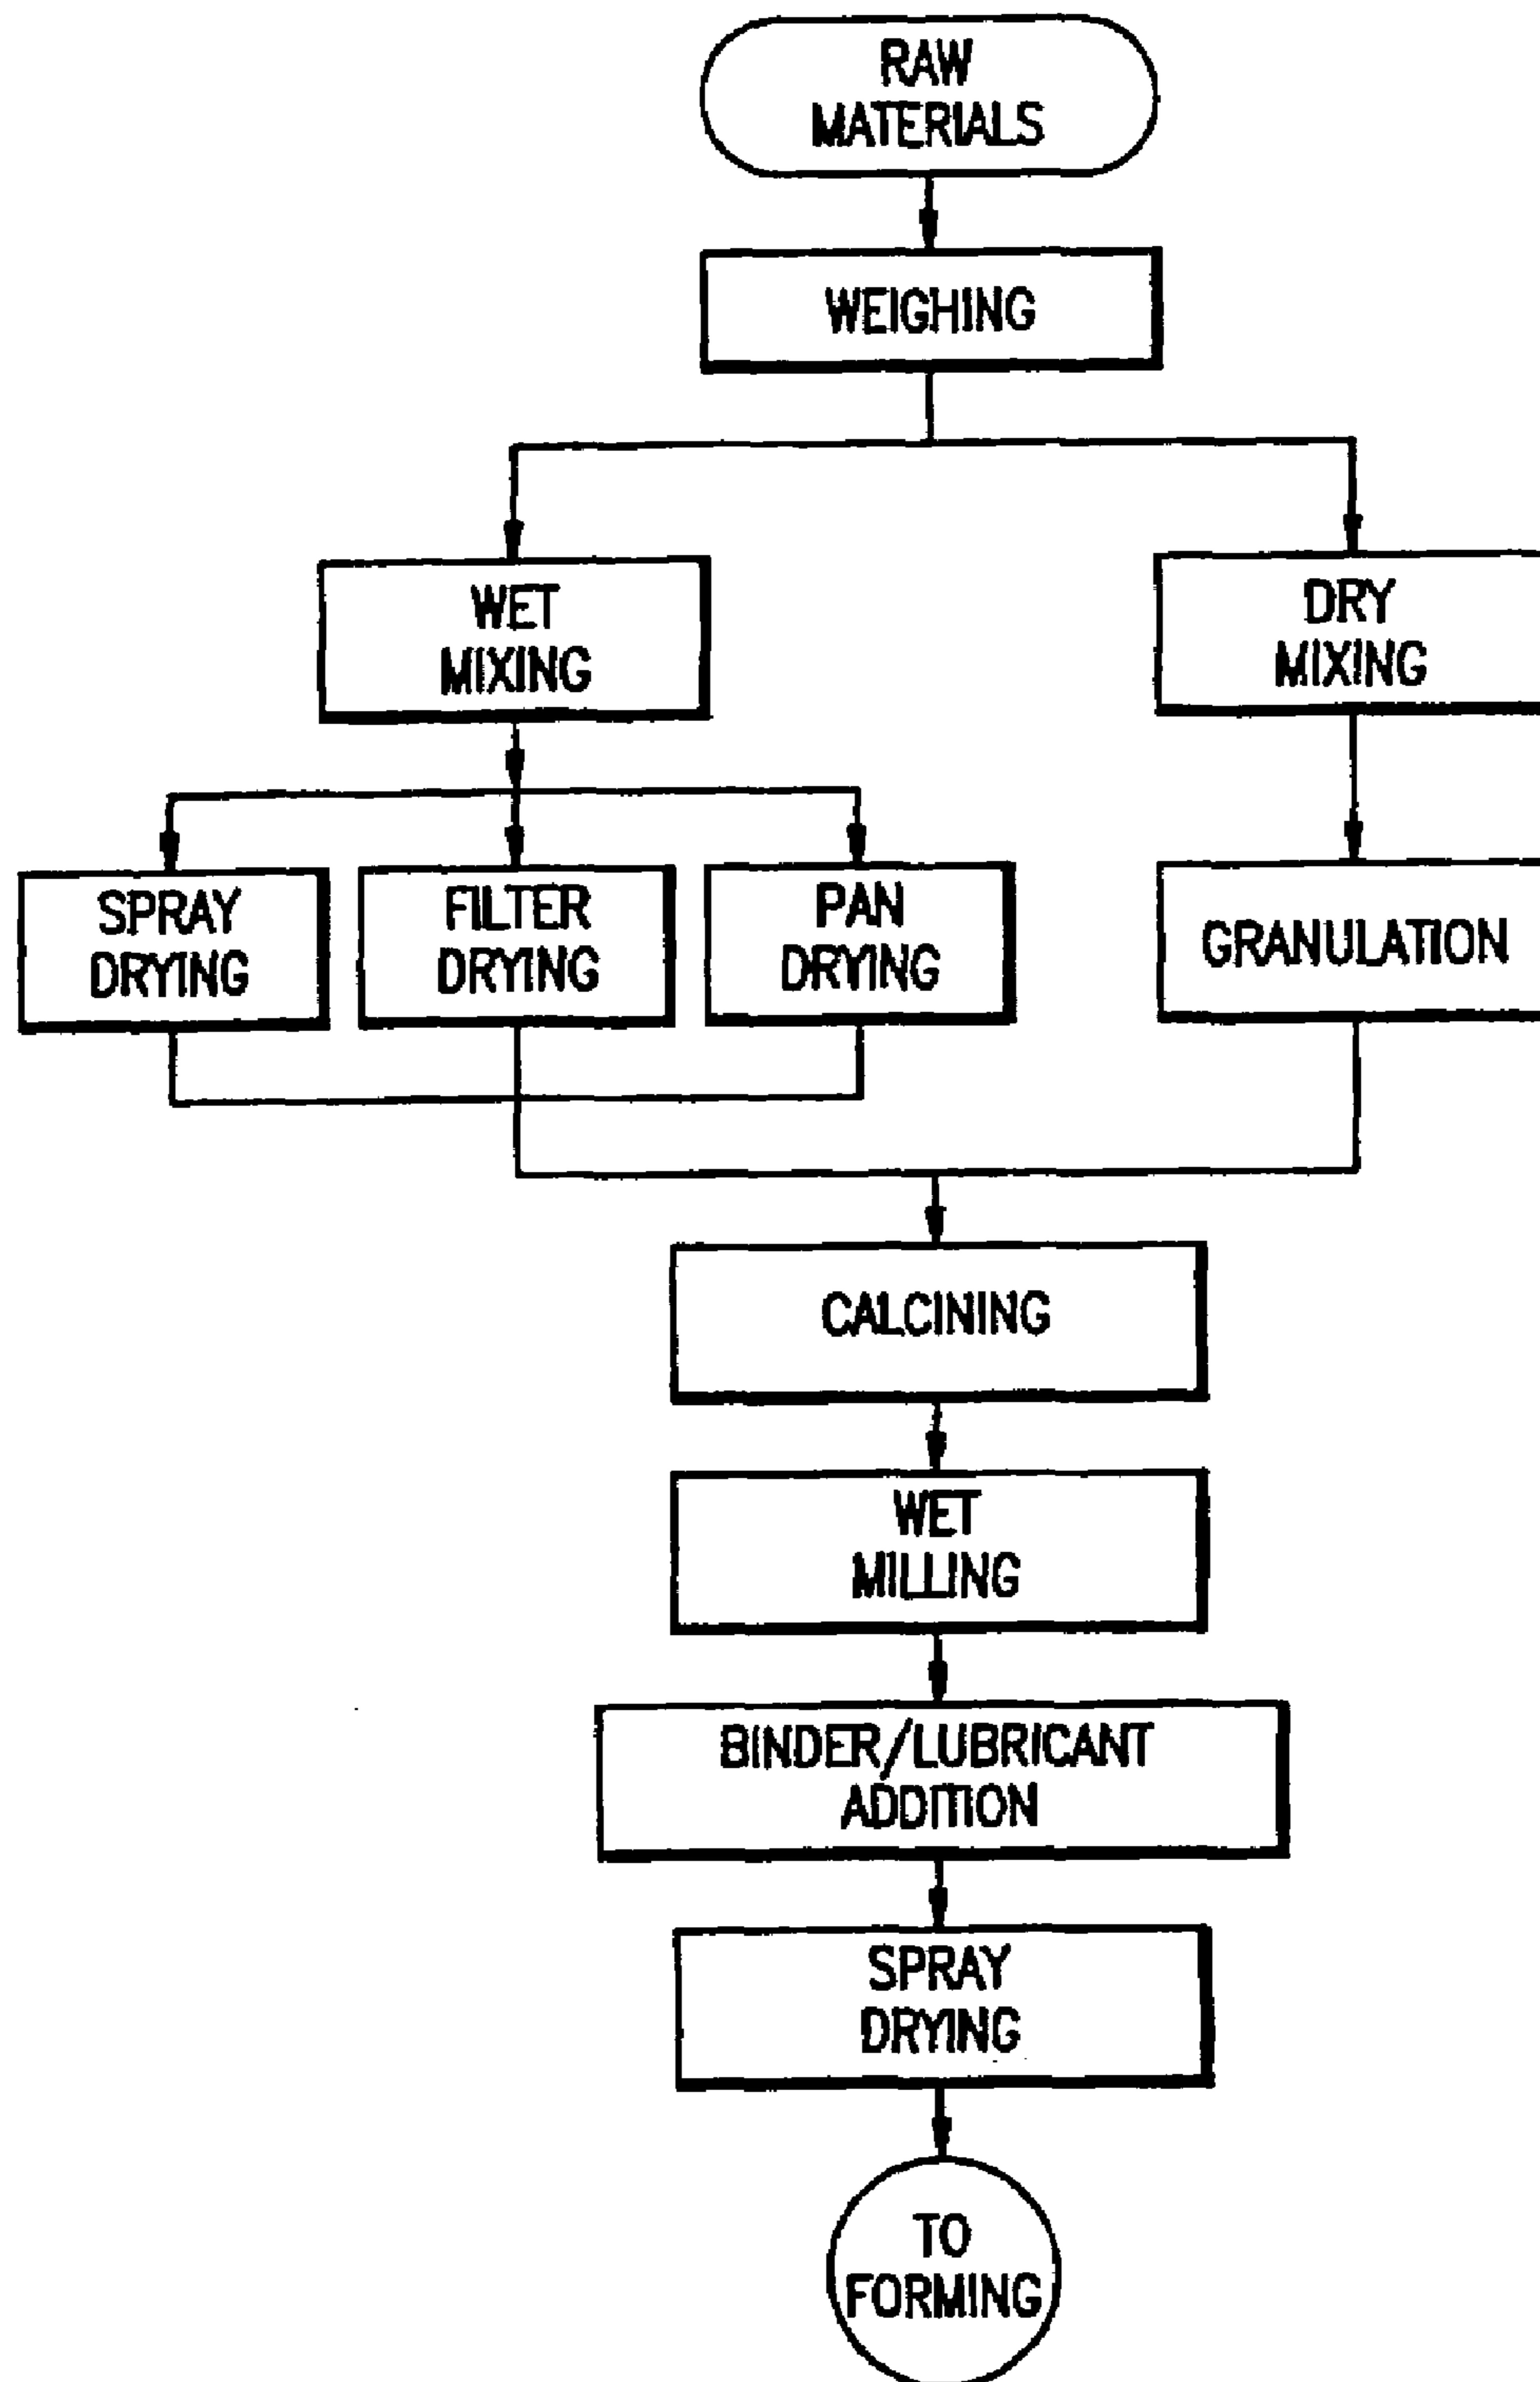 RAW
MATERIALS
WEIGHING
WET
MIXING
DRY
MIXING
SPRAY
DRYING
FILTER
DRYING
PAN
DRYING
GRANULATION
CALCINING
WET
MILLING
BINDER/LUBRICANT
ADDITION
SPRAY
DRYING
TO
FORMING